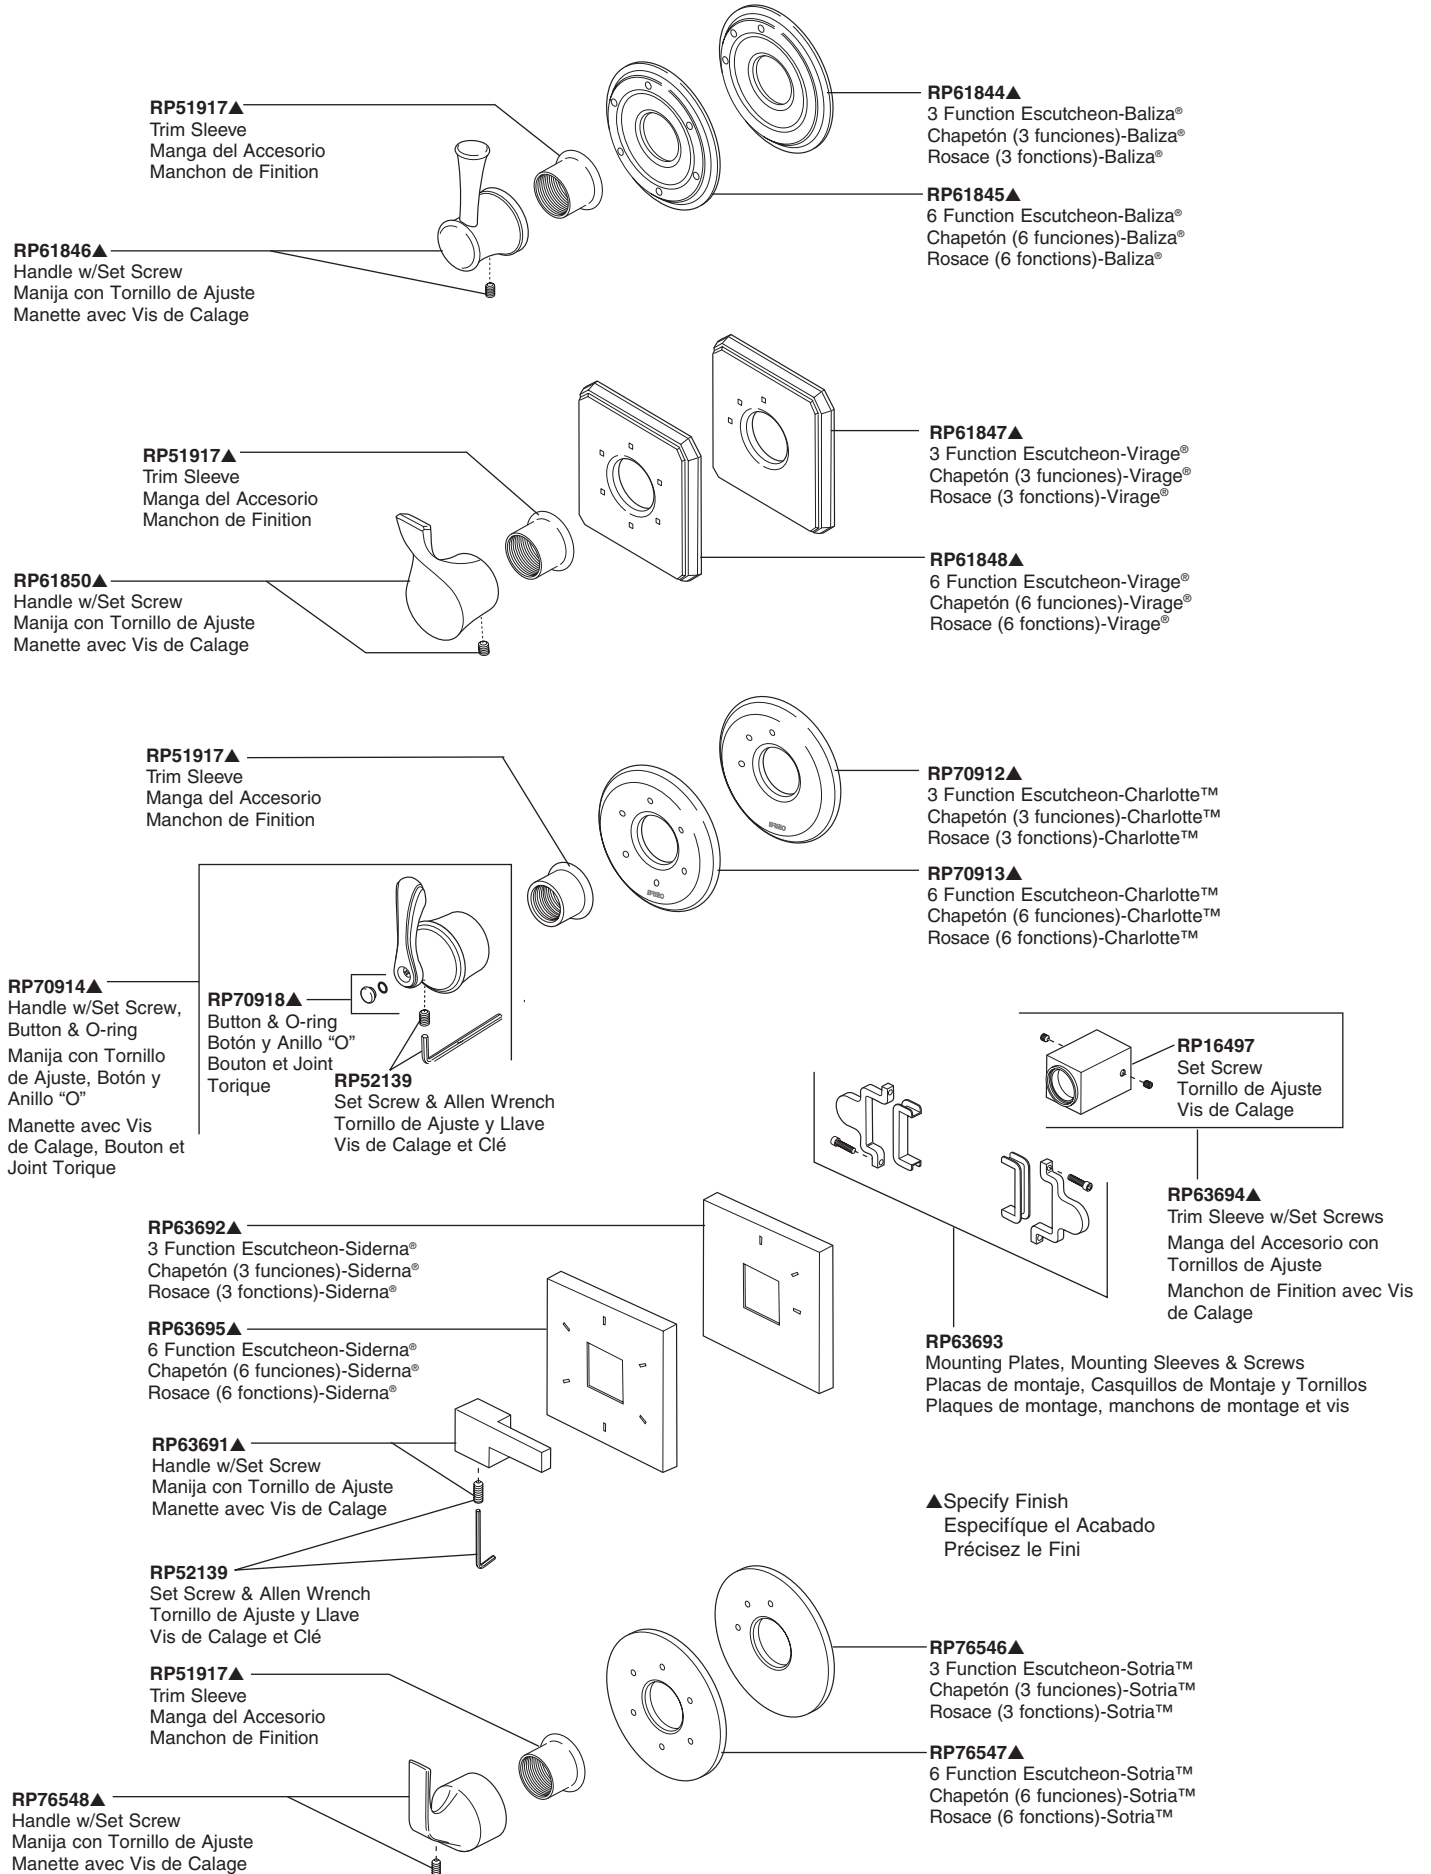 RP51917▲
Trim Sleeve
Manga del Accesorio
Manchon de Finition
RP61844▲
3 Function Escutcheon-Baliza®
Chapetón (3 funciones)-Baliza®
Rosace (3 fonctions)-Baliza®
RP61845▲
6 Function Escutcheon-Baliza®
Chapetón (6 funciones)-Baliza®
Rosace (6 fonctions)-Baliza®
RP61846▲
Handle w/Set Screw
Manija con Tornillo de Ajuste
Manette avec Vis de Calage
RP61847▲
3 Function Escutcheon-Virage®
Chapetón (3 funciones)-Virage®
Rosace (3 fonctions)-Virage®
RP51917▲
Trim Sleeve
Manga del Accesorio
Manchon de Finition
RP61848▲
6 Function Escutcheon-Virage®
Chapetón (6 funciones)-Virage®
Rosace (6 fonctions)-Virage®
RP61850▲
Handle w/Set Screw
Manija con Tornillo de Ajuste
Manette avec Vis de Calage
RP51917▲
Trim Sleeve
Manga del Accesorio
Manchon de Finition
RP70912▲
3 Function Escutcheon-Charlotte™
Chapetón (3 funciones)-Charlotte™
Rosace (3 fonctions)-Charlotte™
RP70913▲
6 Function Escutcheon-Charlotte™
Chapetón (6 funciones)-Charlotte™
Rosace (6 fonctions)-Charlotte™
RP70914▲
Handle w/Set Screw,
Button & O-ring
Manija con Tornillo
de Ajuste, Botón y
Anillo “O”
Manette avec Vis
de Calage, Bouton et
Joint Torique
RP70918▲
Button & O-ring
Botón y Anillo “O”
Bouton et Joint
Torique
RP52139
Set Screw & Allen Wrench
Tornillo de Ajuste y Llave
Vis de Calage et Clé
RP16497
Set Screw
Tornillo de Ajuste
Vis de Calage
RP63694▲
Trim Sleeve w/Set Screws
Manga del Accesorio con
Tornillos de Ajuste
Manchon de Finition avec Vis
de Calage
RP63692▲
3 Function Escutcheon-Siderna®
Chapetón (3 funciones)-Siderna®
Rosace (3 fonctions)-Siderna®
RP63695▲
6 Function Escutcheon-Siderna®
Chapetón (6 funciones)-Siderna®
Rosace (6 fonctions)-Siderna®
RP63693
Mounting Plates, Mounting Sleeves & Screws
Placas de montaje, Casquillos de Montaje y Tornillos
Plaques de montage, manchons de montage et vis
RP63691▲
Handle w/Set Screw
Manija con Tornillo de Ajuste
Manette avec Vis de Calage
▲Specify Finish
Especifíque el Acabado
Précisez le Fini
RP52139
Set Screw & Allen Wrench
Tornillo de Ajuste y Llave
Vis de Calage et Clé
RP51917▲
Trim Sleeve
Manga del Accesorio
Manchon de Finition
RP76546▲
3 Function Escutcheon-Sotria™
Chapetón (3 funciones)-Sotria™
Rosace (3 fonctions)-Sotria™
RP76547▲
6 Function Escutcheon-Sotria™
Chapetón (6 funciones)-Sotria™
Rosace (6 fonctions)-Sotria™
RP76548▲
Handle w/Set Screw
Manija con Tornillo de Ajuste
Manette avec Vis de Calage